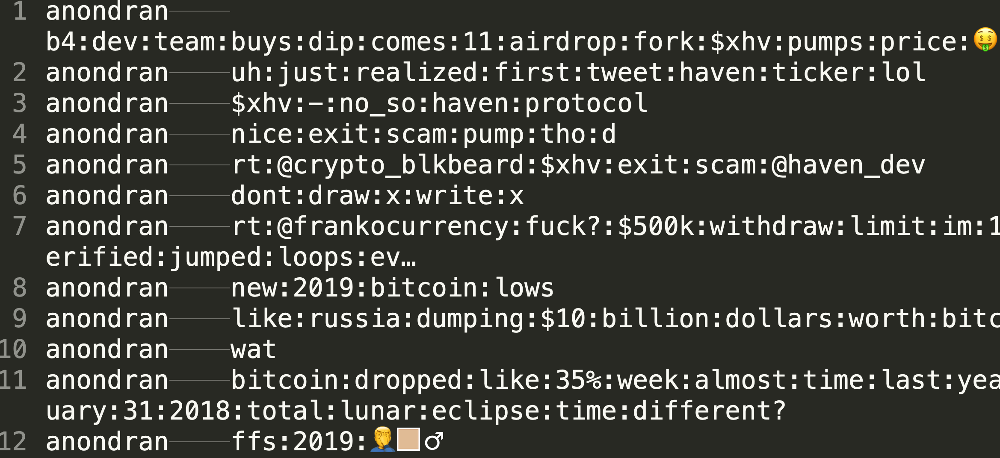 1 anondran
b4:dev:team:buys:dip:comes:11:airdrop:fork:$xhv:pumps:price:🤑
2 anondran uh:just:realized:first:tweet:haven:ticker:lol
3 anondran $xhv:–:no_so:haven:protocol
4 anondran nice:exit:scam:pump:tho:d
5 anondran rt:@crypto_blkbeard:$xhv:exit:scam:@haven_dev
6 anondran dont:draw:x:write:x
7 anondran rt:@frankocurrency:fuck?:$500k:withdraw:limit:im:1
erified:jumped:loops:ev…
8 anondran new:2019:bitcoin:lows
9 anondran like:russia:dumping:$10:billion:dollars:worth:bitc
10 anondran wat
11 anondran bitcoin:dropped:like:35%:week:almost:time:last:yea
uary:31:2018:total:lunar:eclipse:time:different?
12 anondran ffs:2019:🤦🏼♂